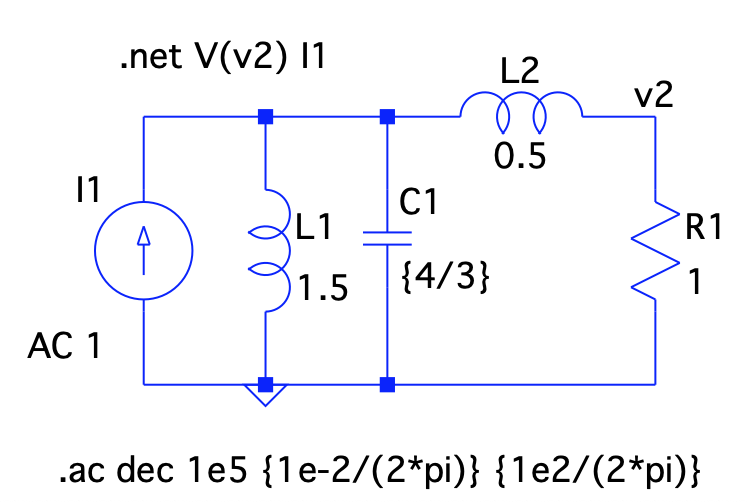 .net V(v2) I1
L2
v2
0.5
I1
C1
L1
R1
{4/3}
1.5
1
AC 1
.ac dec 1e5 {1e-2/(2*pi)} {1e2/(2*pi)}